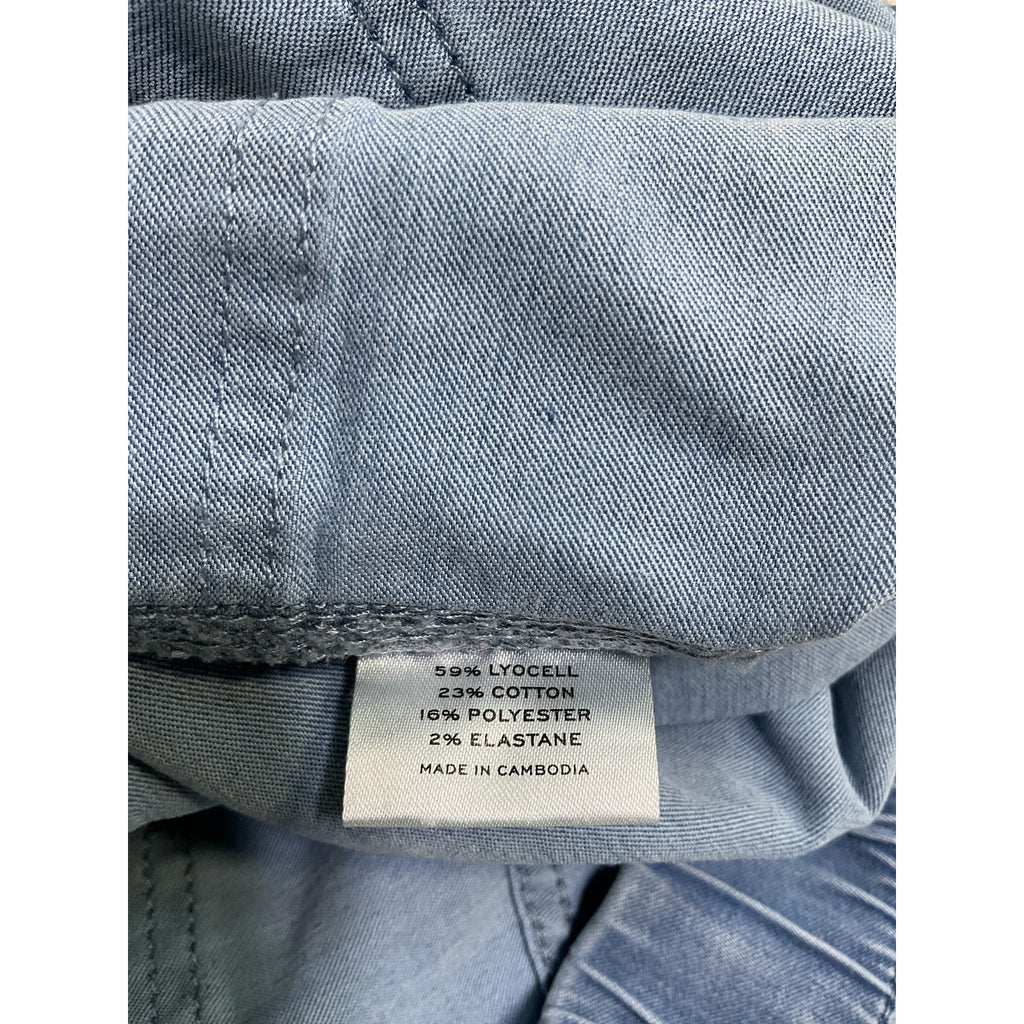 59% LYOCELL
23% COTTON
16% POLYESTER
2% ELASTANE
MADE IN CAMBODIA